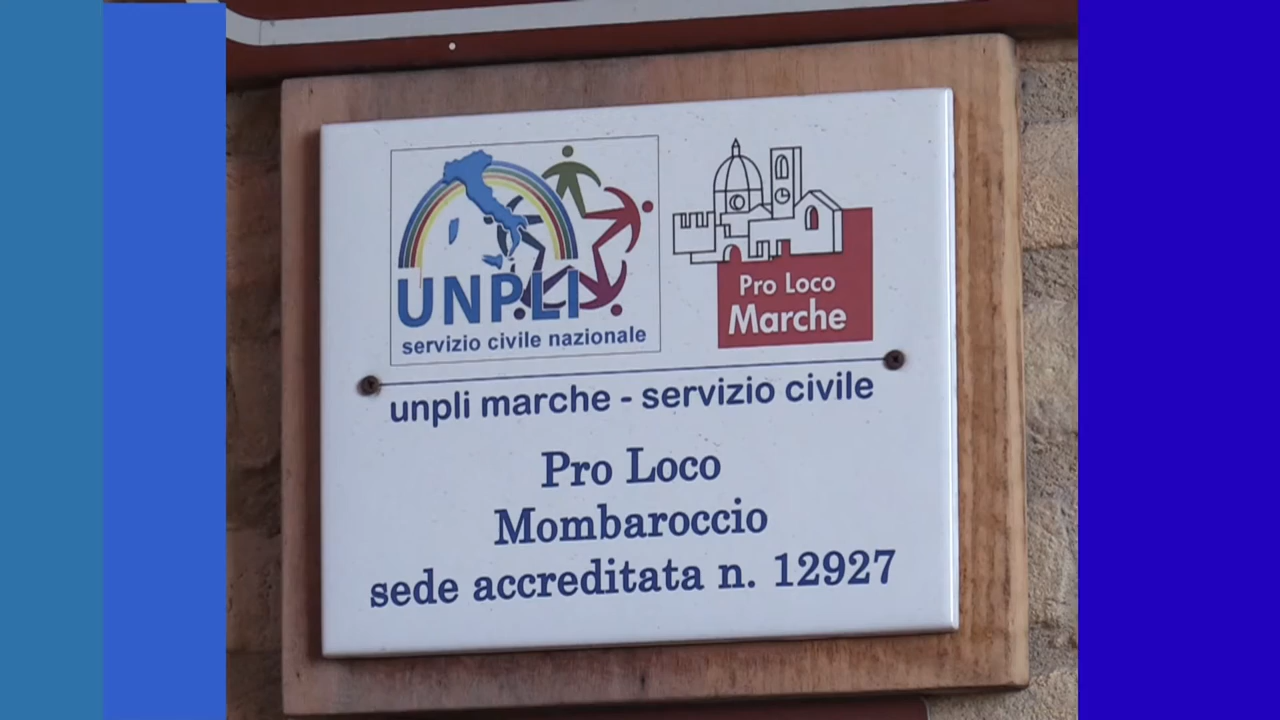 UNPLI
servizio civile nazionale
Pro Loco
Marche
unpli marche - servizio civile
Pro Loco
Mombaroccio
sede accreditata n. 12927